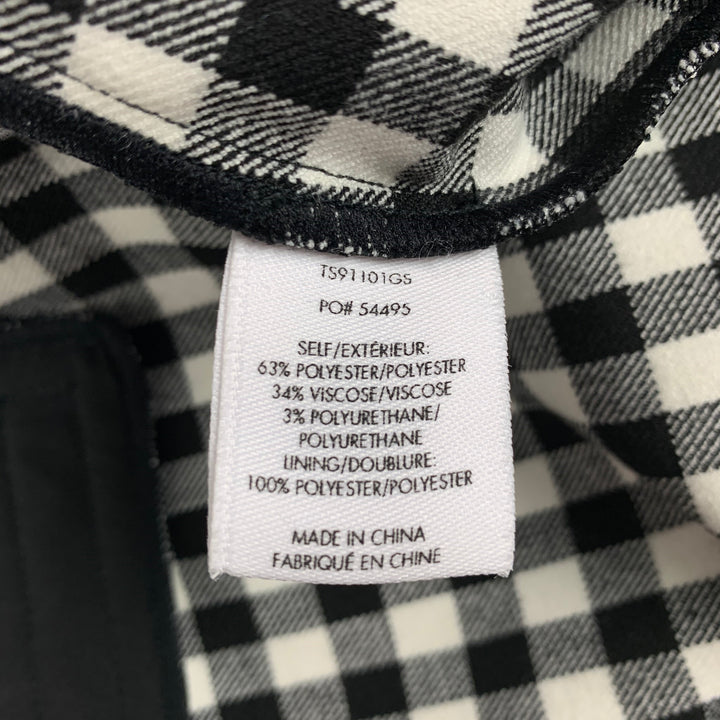 TS91101GS
PO# 54495
SELF/EXTÉRIEUR:
63% POLYESTER/POLYESTER
34% VISCOSE/VISCOSE
3% POLYURETHANE/
POLYURETHANE
LINING/DOUBLURE:
100% POLYESTER/POLYESTER
MADE IN CHINA
FABRIQUÉ EN CHINE